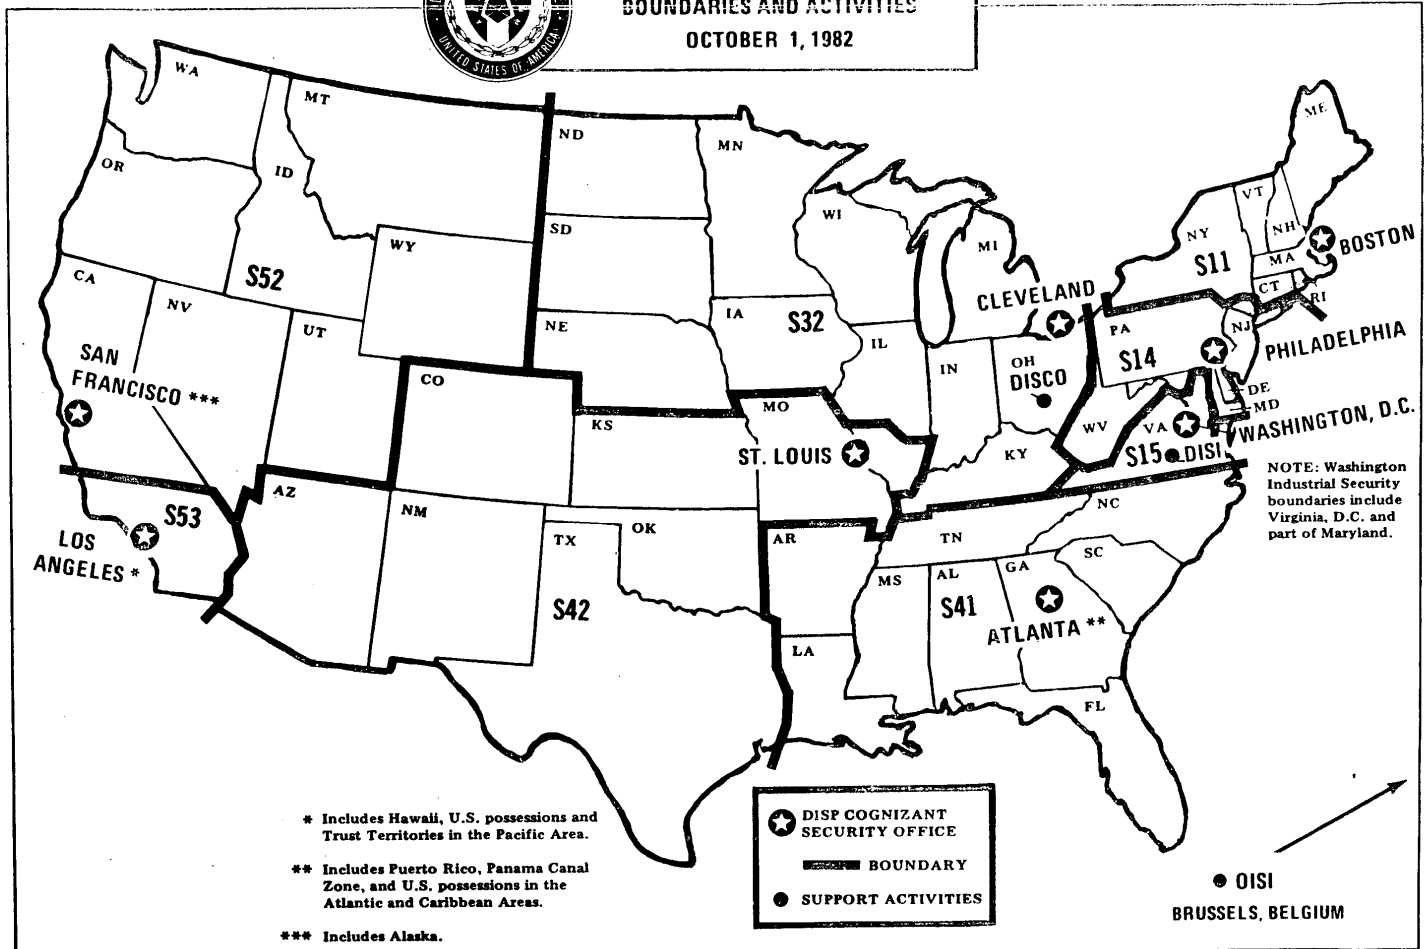 BOUNDARIES AND ACTIVITIES
OCTOBER 1, 1982
UNITED STATES OF AMERICA
WA
MT
ND
MN
ME
OR
ID
SD
WI
MI
VT
NH
NY
BOSTON
WY
S52
S11
MA
CT
RI
CA
NV
UT
NE
IA
S32
IL
IN
CLEVELAND
OH
DISCO
PA
S14
NJ
PHILADELPHIA
SAN
FRANCISCO ***
CO
KS
MO
ST. LOUIS
KY
WV
VA
DE
MD
WASHINGTON, D.C.
S15
DISI
NOTE: Washington
Industrial Security
boundaries include
Virginia, D.C. and
part of Maryland.
S53
LOS
ANGELES *
AZ
NM
TX
OK
S42
AR
TN
NC
SC
MS
AL
GA
S41
ATLANTA **
LA
FL
* Includes Hawaii, U.S. possessions and
Trust Territories in the Pacific Area.
** Includes Puerto Rico, Panama Canal
Zone, and U.S. possessions in the
Atlantic and Caribbean Areas.
*** Includes Alaska.
DISP COGNIZANT
SECURITY OFFICE
BOUNDARY
SUPPORT ACTIVITIES
OISI
BRUSSELS, BELGIUM